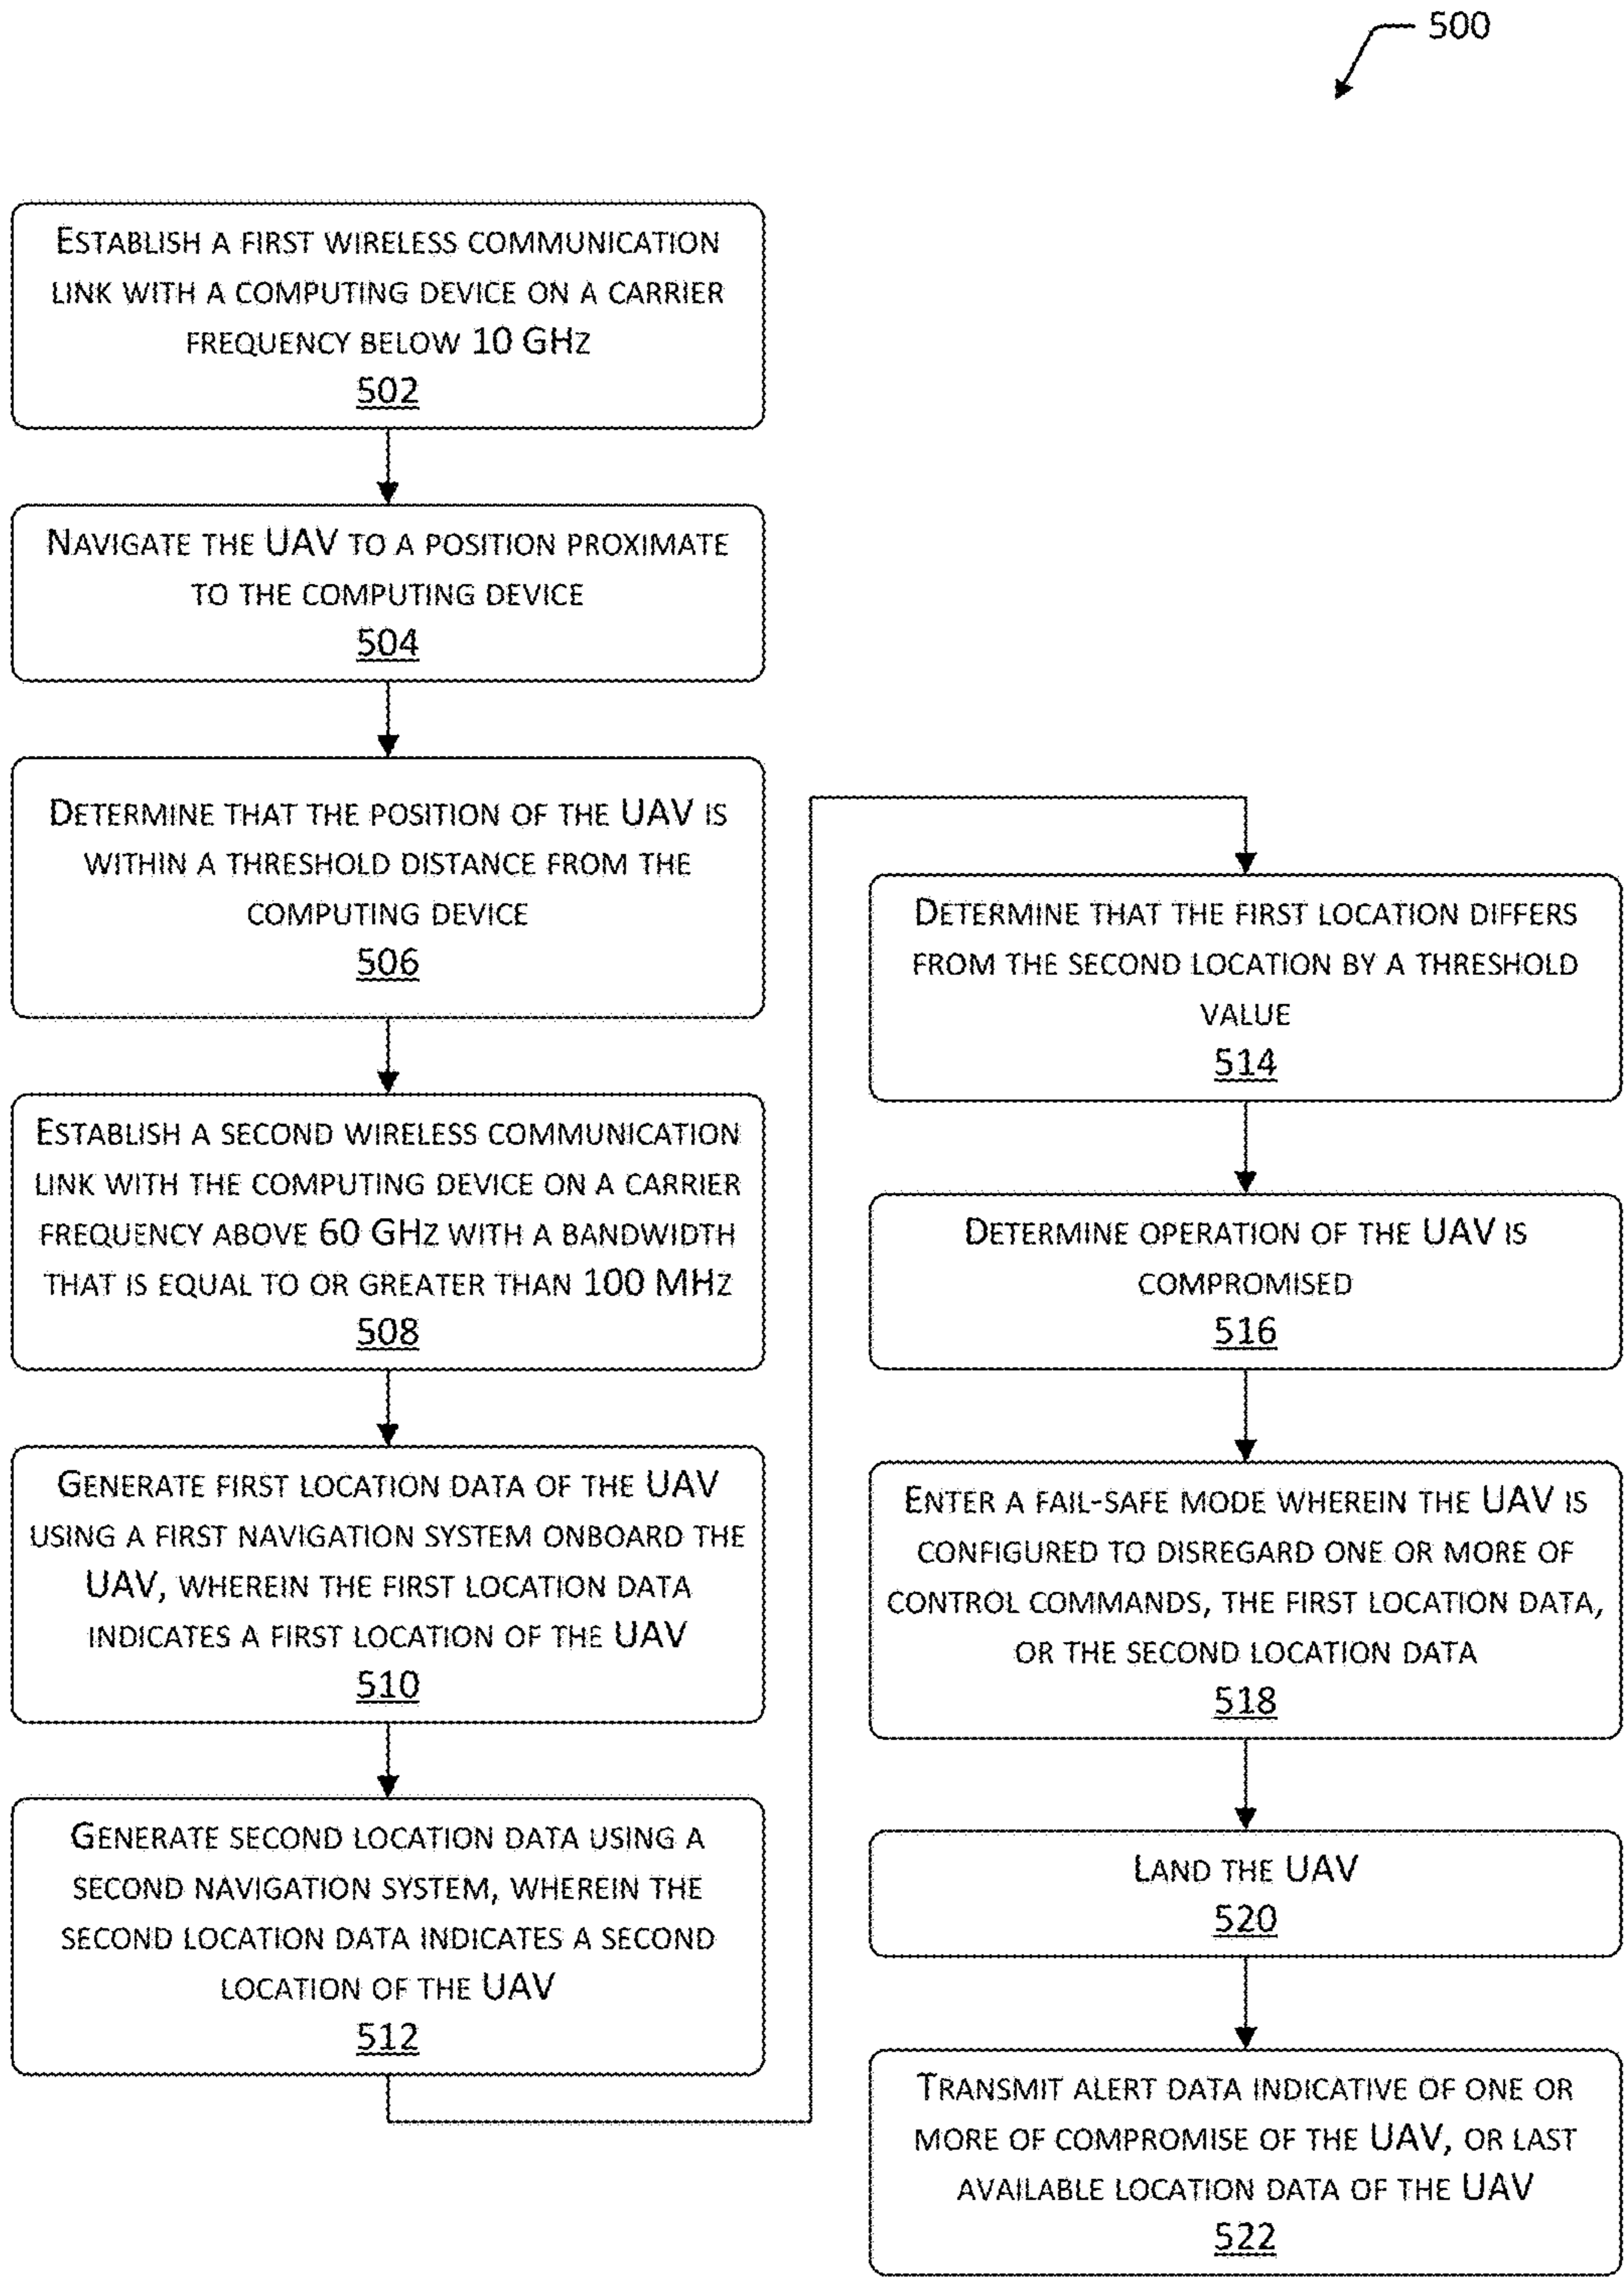 500
ESTABLISH A FIRST WIRELESS COMMUNICATION
LINK WITH A COMPUTING DEVICE ON A CARRIER
FREQUENCY BELOW 10 GHZ
502
NAVIGATE THE UAV TO A POSITION PROXIMATE
TO THE COMPUTING DEVICE
504
DETERMINE THAT THE POSITION OF THE UAV IS
WITHIN A THRESHOLD DISTANCE FROM THE
COMPUTING DEVICE
506
ESTABLISH A SECOND WIRELESS COMMUNICATION
LINK WITH THE COMPUTING DEVICE ON A CARRIER
FREQUENCY ABOVE 60 GHZ WITH A BANDWIDTH
THAT IS EQUAL TO OR GREATER THAN 100 MHZ
508
GENERATE FIRST LOCATION DATA OF THE UAV
USING A FIRST NAVIGATION SYSTEM ONBOARD THE
UAV, WHEREIN THE FIRST LOCATION DATA
INDICATES A FIRST LOCATION OF THE UAV
510
GENERATE SECOND LOCATION DATA USING A
SECOND NAVIGATION SYSTEM, WHEREIN THE
SECOND LOCATION DATA INDICATES A SECOND
LOCATION OF THE UAV
512
DETERMINE THAT THE FIRST LOCATION DIFFERS
FROM THE SECOND LOCATION BY A THRESHOLD
VALUE
514
DETERMINE OPERATION OF THE UAV IS
COMPROMISED
516
ENTER A FAIL-SAFE MODE WHEREIN THE UAV IS
CONFIGURED TO DISREGARD ONE OR MORE OF
CONTROL COMMANDS, THE FIRST LOCATION DATA,
OR THE SECOND LOCATION DATA
518
LAND THE UAV
520
TRANSMIT ALERT DATA INDICATIVE OF ONE OR
MORE OF COMPROMISE OF THE UAV, OR LAST
AVAILABLE LOCATION DATA OF THE UAV
522